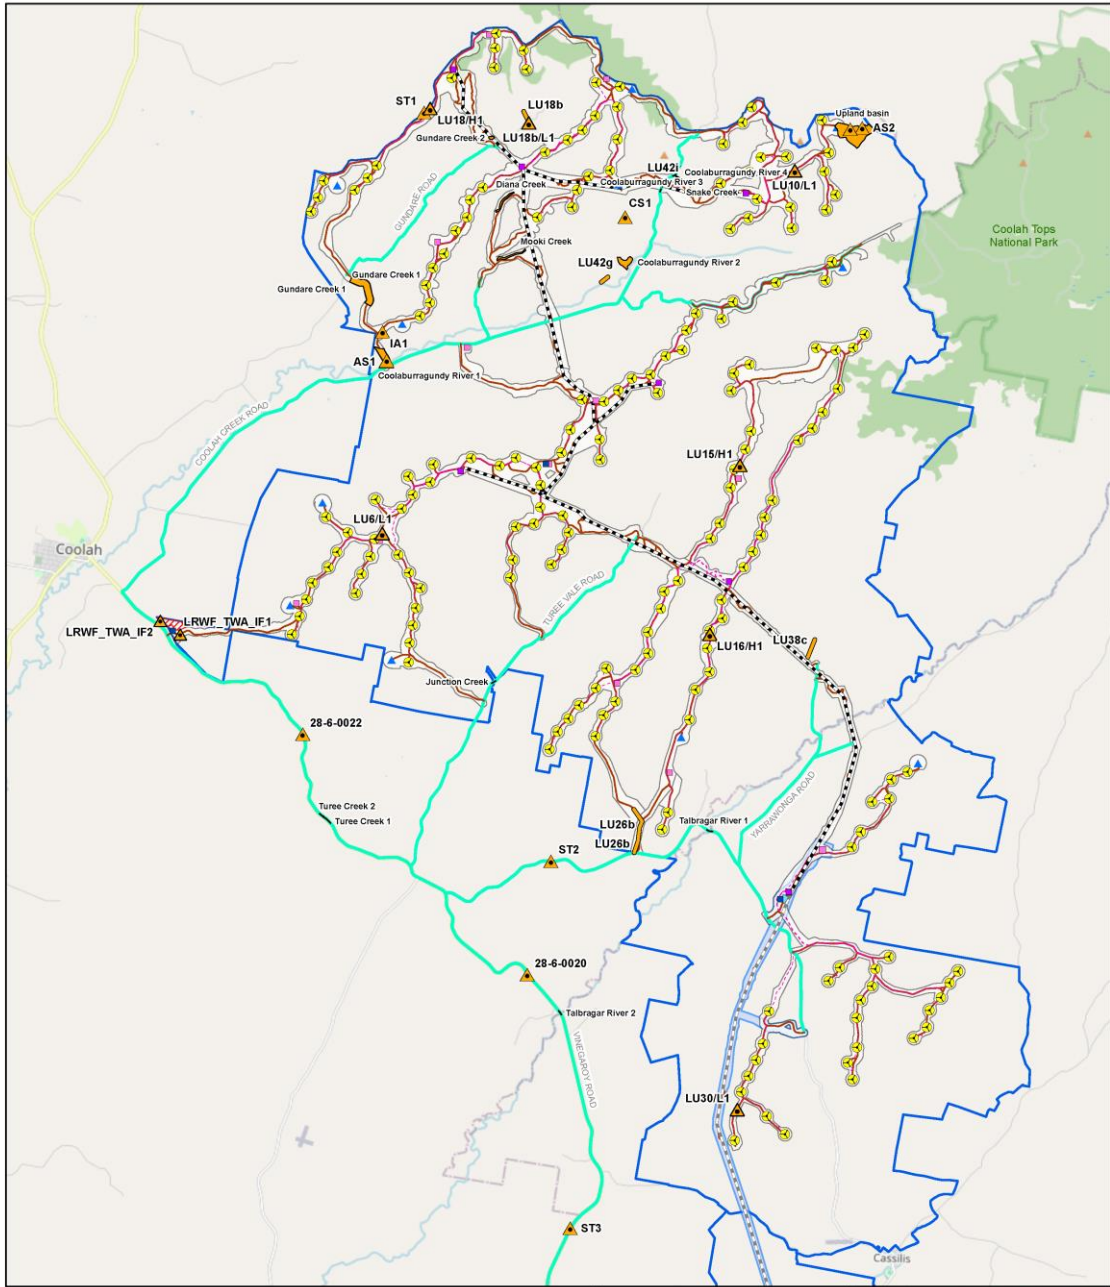 ST1
LU18/H1
LU18b
LU18b/L1
Gundare Creek 2
Upland basin
AS2
GUNDARE ROAD
Diana Creek
LU42i
Coolaburragundy River 4
Coolaburragundy River 3
LU10/L1
Snake Creek
CS1
Coolah Tops
National Park
Mooki Creek
LU42g
Coolaburragundy River 2
Gundare Creek 1
Gundare Creek 1
IA1
AS1
Coolaburragundy River 1
COOLAH CREEK ROAD
LU15/H1
LU6/L1
Coolah
TUREE VALE ROAD
LRWF_TWA_IF2
LRWF_TWA_IF1
LU16/H1
LU38c
Junction Creek
28-6-0022
YARRAWONGA ROAD
Turee Creek 2
Turee Creek 1
LU26b
LU26b
Talbragar River 1
ST2
28-6-0020
Talbragar River 2
VINEGAROY ROAD
LU30/L1
ST3
Cassilis